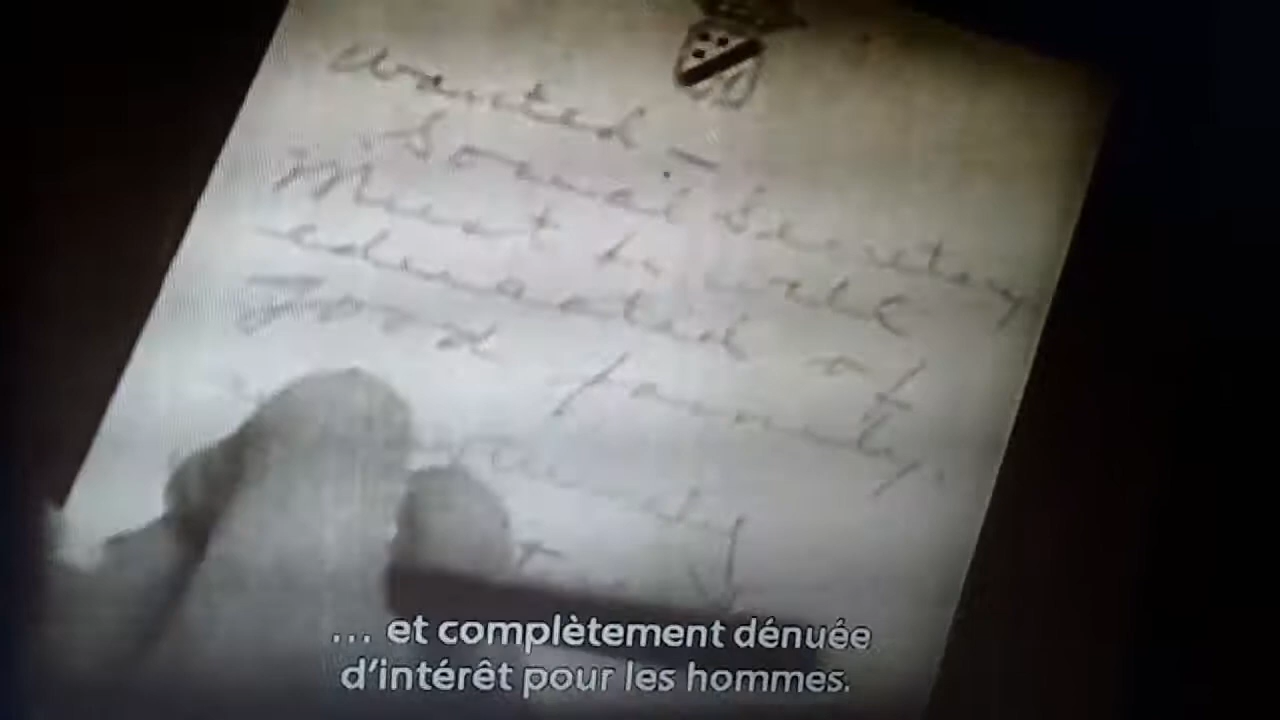 Wanted —
Social Secretary
Must be well
educated of
Good family.
... et complètement dénuée
d'intérêt pour les hommes.